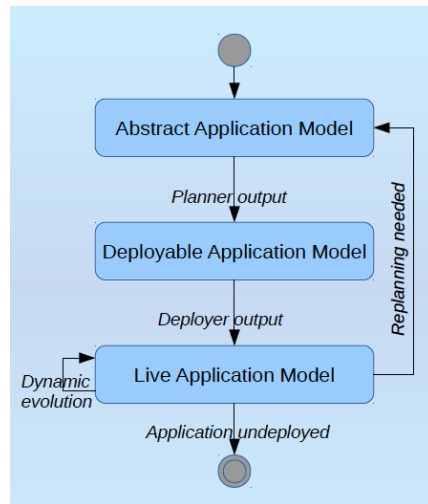 Abstract Application Model
Planner output
Deployable Application Model
Replanning needed
Deployer output
Live Application Model
Dynamic
evolution
Application undeployed